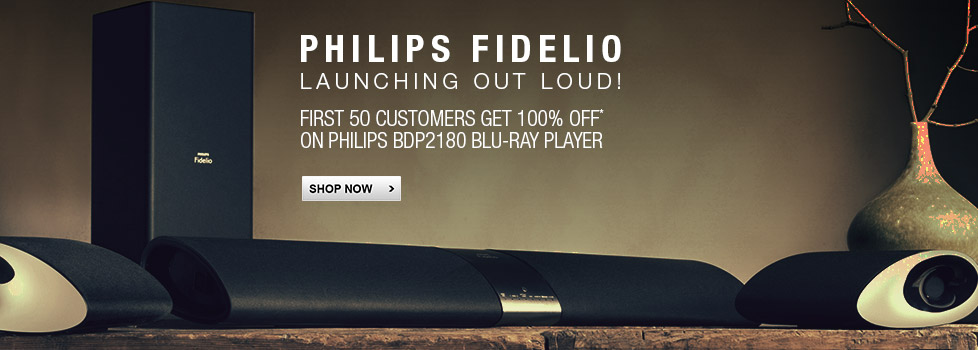 PHILIPS FIDELIO
LAUNCHING OUT LOUD!
FIRST 50 CUSTOMERS GET 100% OFF*
ON PHILIPS BDP2180 BLU-RAY PLAYER
SHOP NOW >
PHILIPS
Fidelio